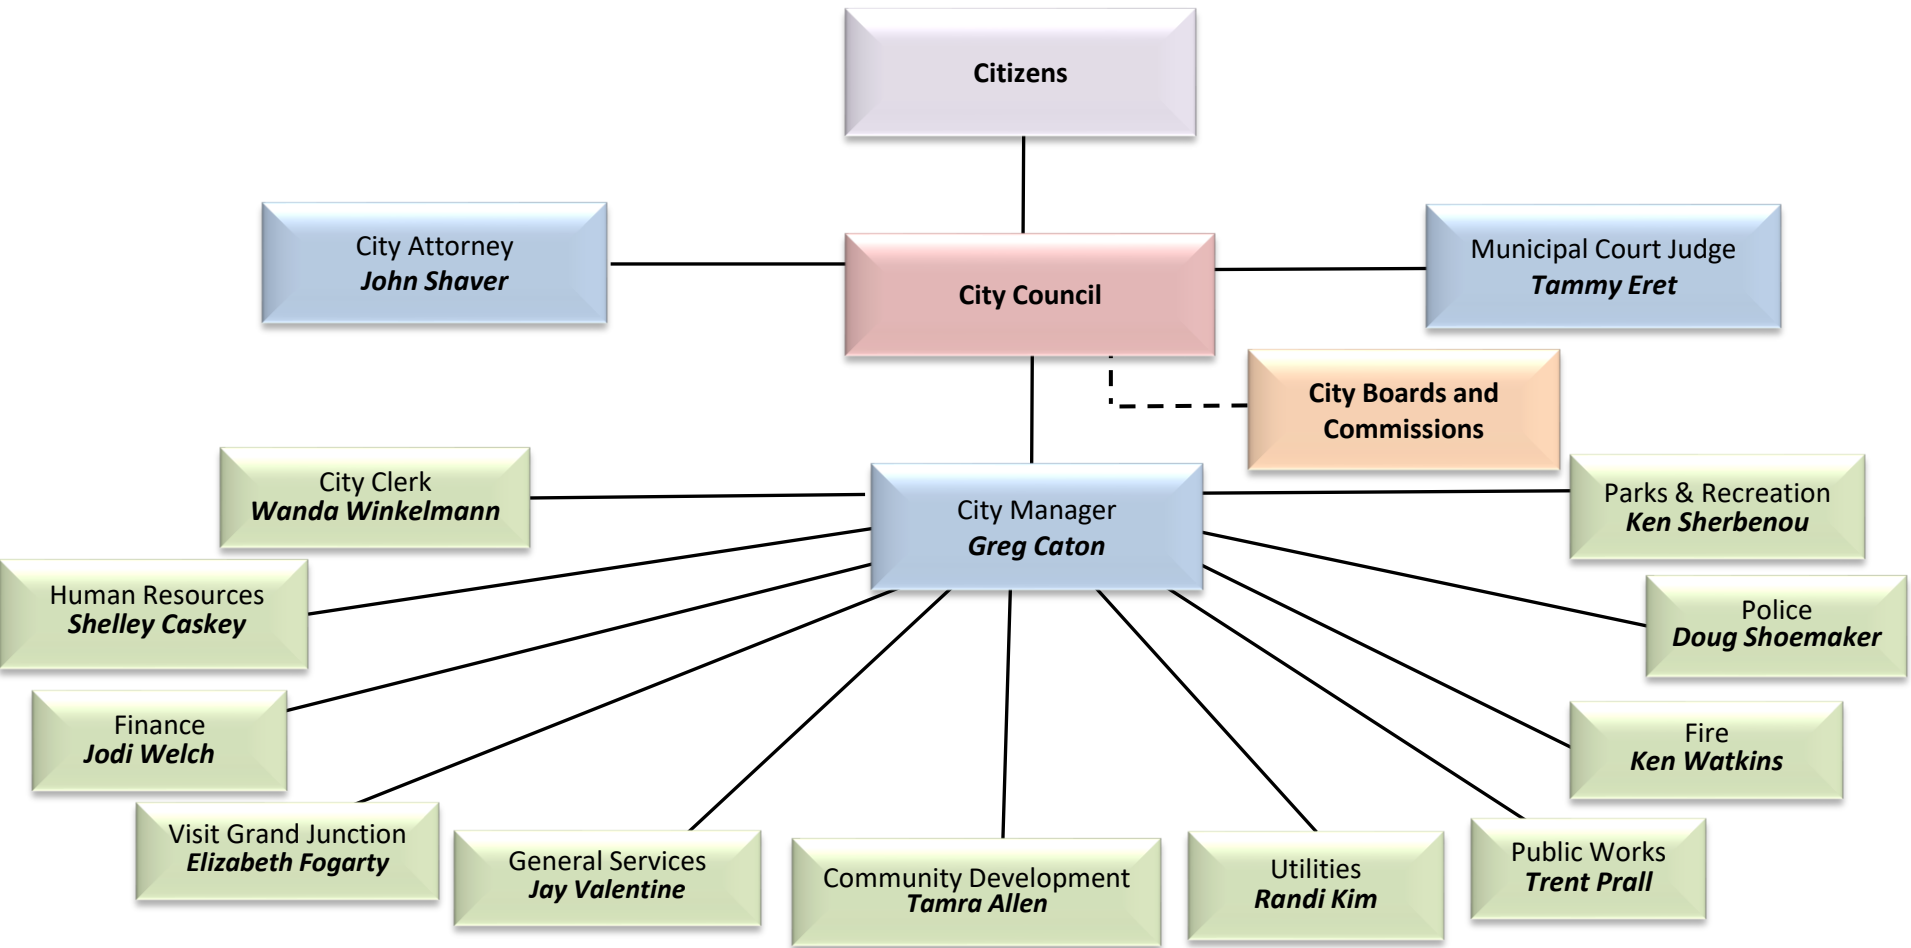 Citizens
City Attorney
John Shaver
City Council
Municipal Court Judge
Tammy Eret
City Boards and
Commissions
City Clerk
Wanda Winkelmann
City Manager
Greg Caton
Parks & Recreation
Ken Sherbenou
Human Resources
Shelley Caskey
Police
Doug Shoemaker
Finance
Jodi Welch
Fire
Ken Watkins
Visit Grand Junction
Elizabeth Fogarty
General Services
Jay Valentine
Community Development
Tamra Allen
Utilities
Randi Kim
Public Works
Trent Prall